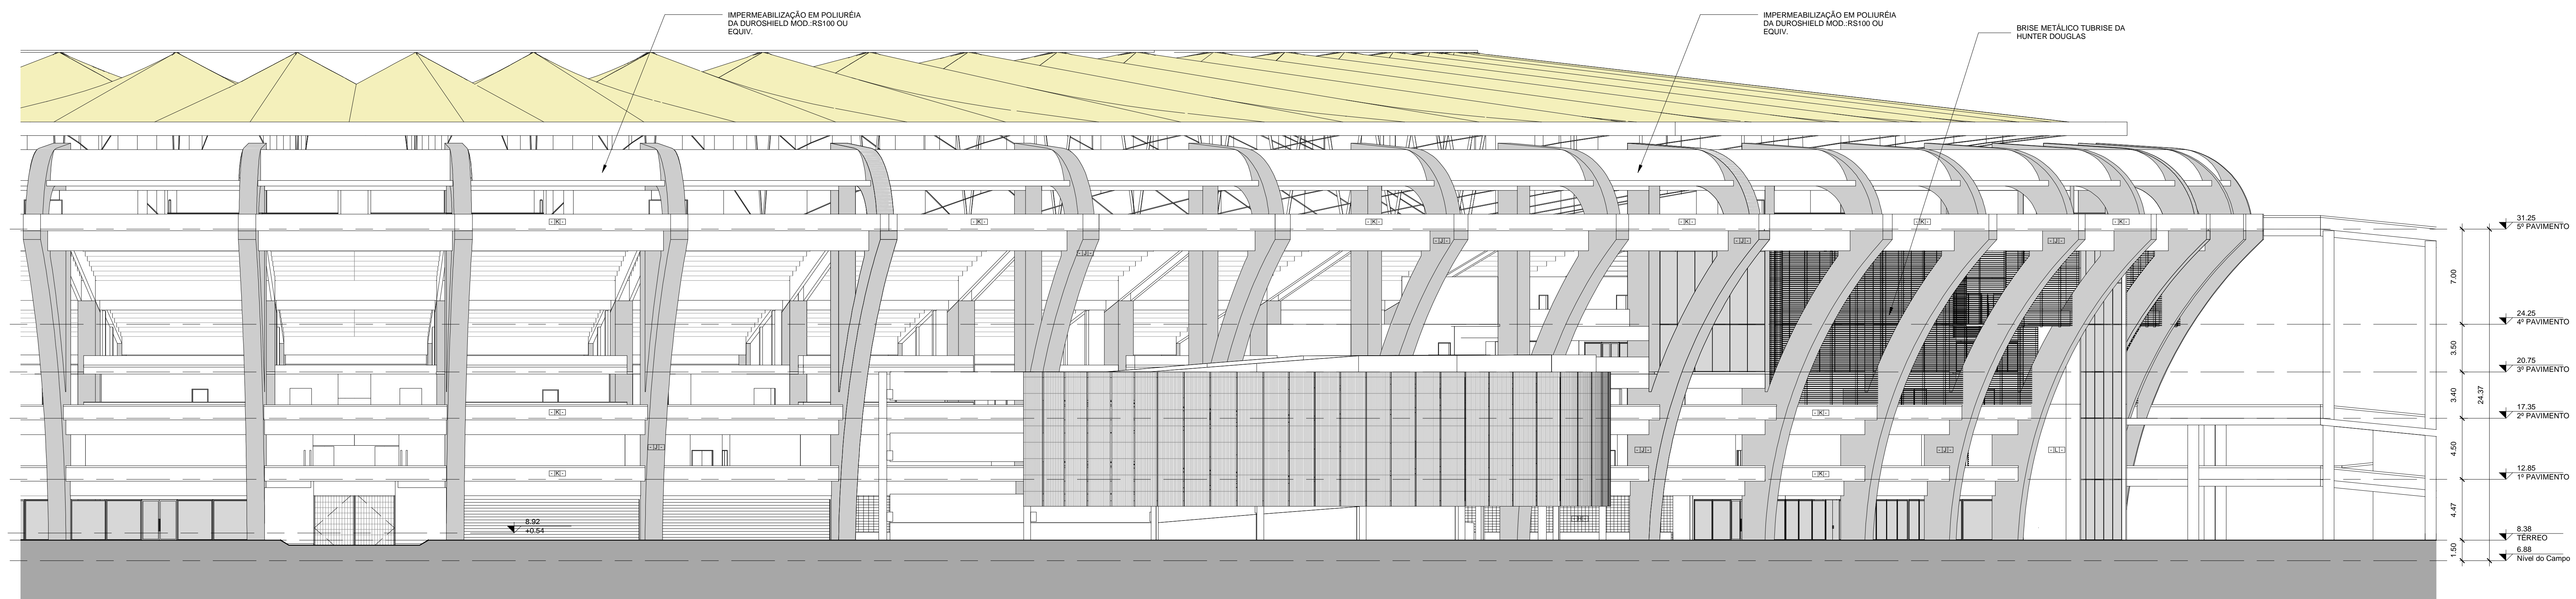 IMPERMEABILIZAÇÃO EM POLIURÉIA
DA DUROSHIELD MOD.:RS100 OU
EQUIV.
IMPERMEABILIZAÇÃO EM POLIURÉIA
DA DUROSHIELD MOD.:RS100 OU
EQUIV.
BRISE METÁLICO TUBRISE DA
HUNTER DOUGLAS
-|K|-
-|K|-
-|K|-
-|K|-
-|K|-
-|K|-
-|J|-
-|J|-
-|J|-
-|J|-
31.25
5º PAVIMENTO
7.00
24.25
4º PAVIMENTO
3.50
20.75
3º PAVIMENTO
3.40
24.37
-|K|-
-|K|-
17.35
2º PAVIMENTO
-|J|-
-|J|-
-|J|-
-|L|-
4.50
-|K|-
-|K|-
12.85
1º PAVIMENTO
4.47
8.92
+0.54
8.38
TÉRREO
1.50
6.88
Nível do Campo